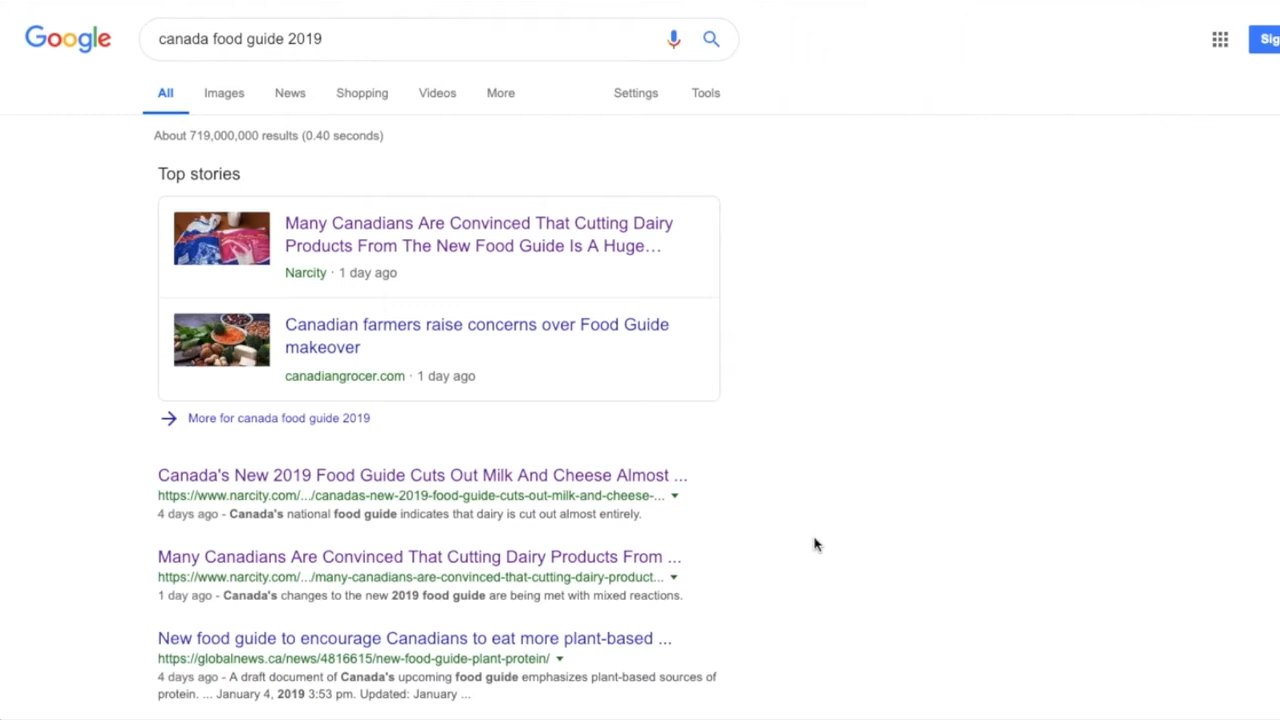 Google
canada food guide 2019
Sig
All Images News Shopping Videos More Settings Tools
About 719,000,000 results (0.40 seconds)
Top stories
Many Canadians Are Convinced That Cutting Dairy
Products From The New Food Guide Is A Huge…
Narcity · 1 day ago
Canadian farmers raise concerns over Food Guide
makeover
canadiangrocer.com · 1 day ago
More for canada food guide 2019
Canada's New 2019 Food Guide Cuts Out Milk And Cheese Almost ...
https://www.narcity.com/.../canadas-new-2019-food-guide-cuts-out-milk-and-cheese-...
4 days ago - Canada's national food guide indicates that dairy is cut out almost entirely.
Many Canadians Are Convinced That Cutting Dairy Products From ...
https://www.narcity.com/.../many-canadians-are-convinced-that-cutting-dairy-product...
1 day ago - Canada's changes to the new 2019 food guide are being met with mixed reactions.
New food guide to encourage Canadians to eat more plant-based ...
https://globalnews.ca/news/4816615/new-food-guide-plant-protein/
4 days ago - A draft document of Canada's upcoming food guide emphasizes plant-based sources of
protein. ... January 4, 2019 3:53 pm. Updated: January ...